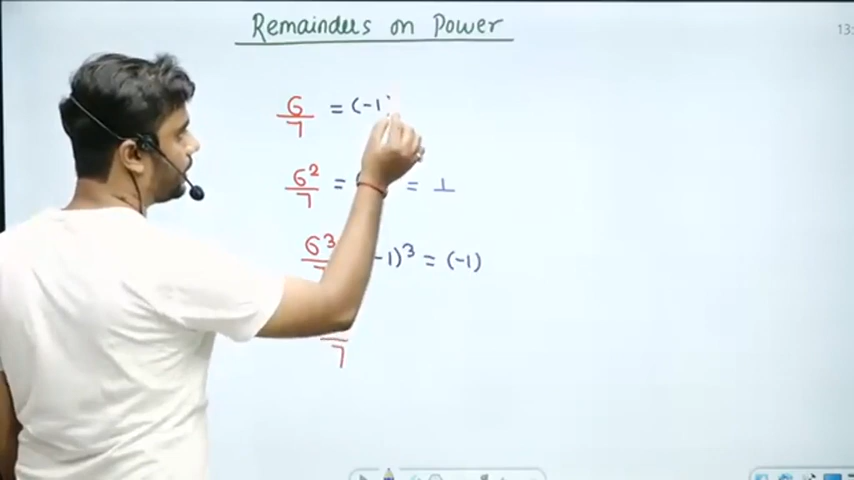 Remainders on Power
13:
6/7 = (-1)
6²/7 = ( = 1
6³/7 -1)³ = (-1)
7